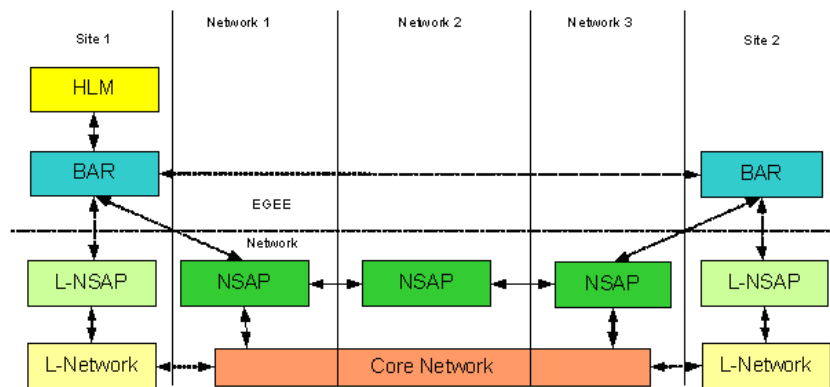 Site 1
Network 1
Network 2
Network 3
Site 2
HLM
BAR
BAR
EGEE
Network
L-NSAP
NSAP
NSAP
NSAP
L-NSAP
L-Network
Core Network
L-Network